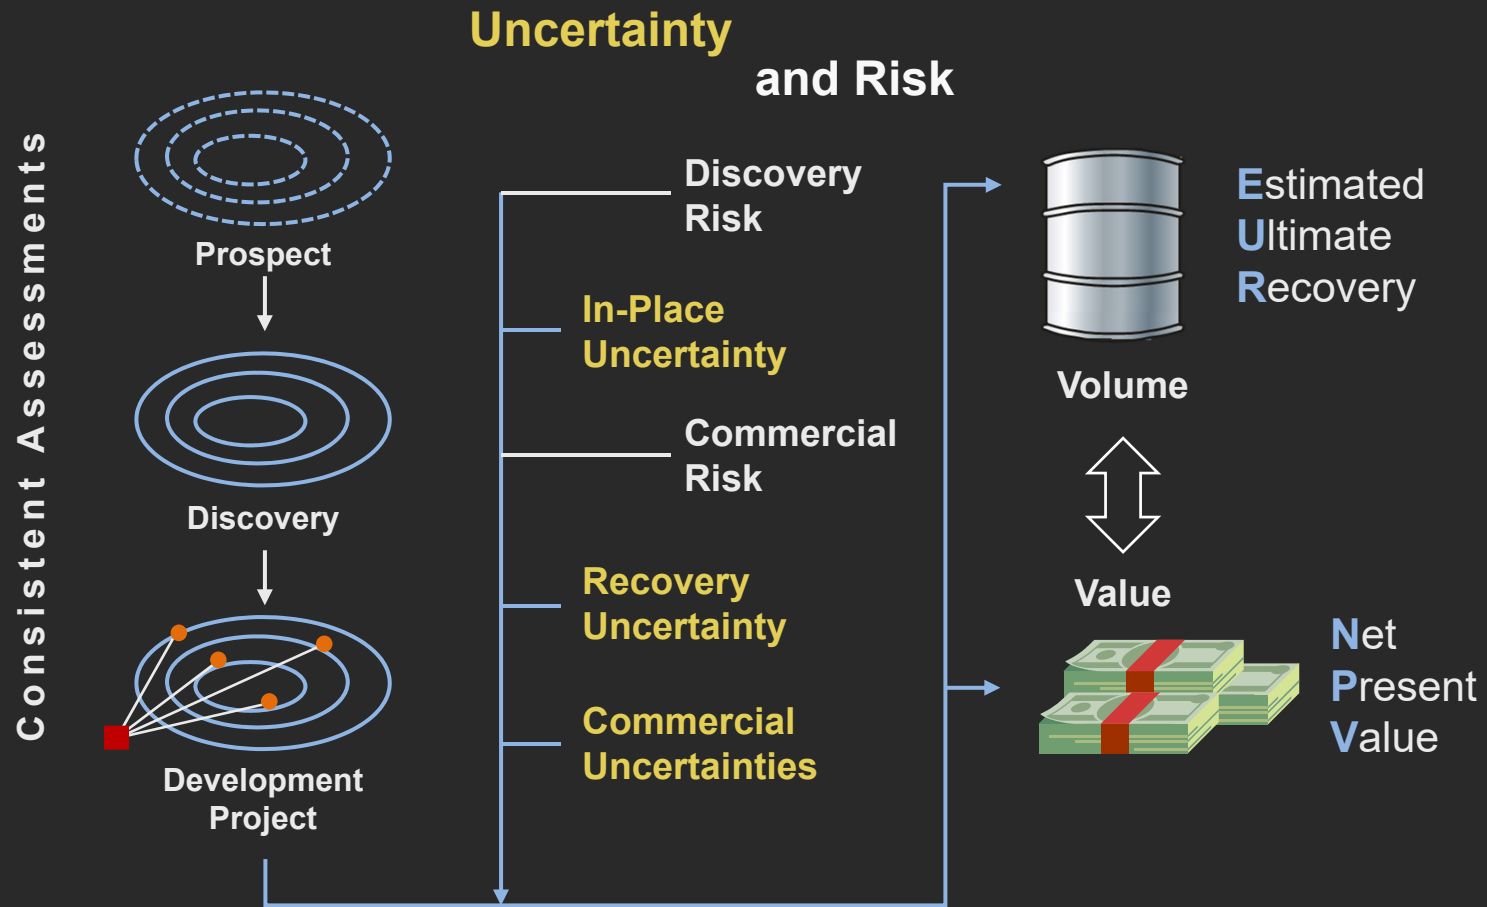 Uncertainty
and Risk
Consistent Assessments
Prospect
Discovery
Development
Project
Discovery
Risk
In-Place
Uncertainty
Commercial
Risk
Recovery
Uncertainty
Commercial
Uncertainties
Estimated
Ultimate
Recovery
Volume
Value
Net
Present
Value